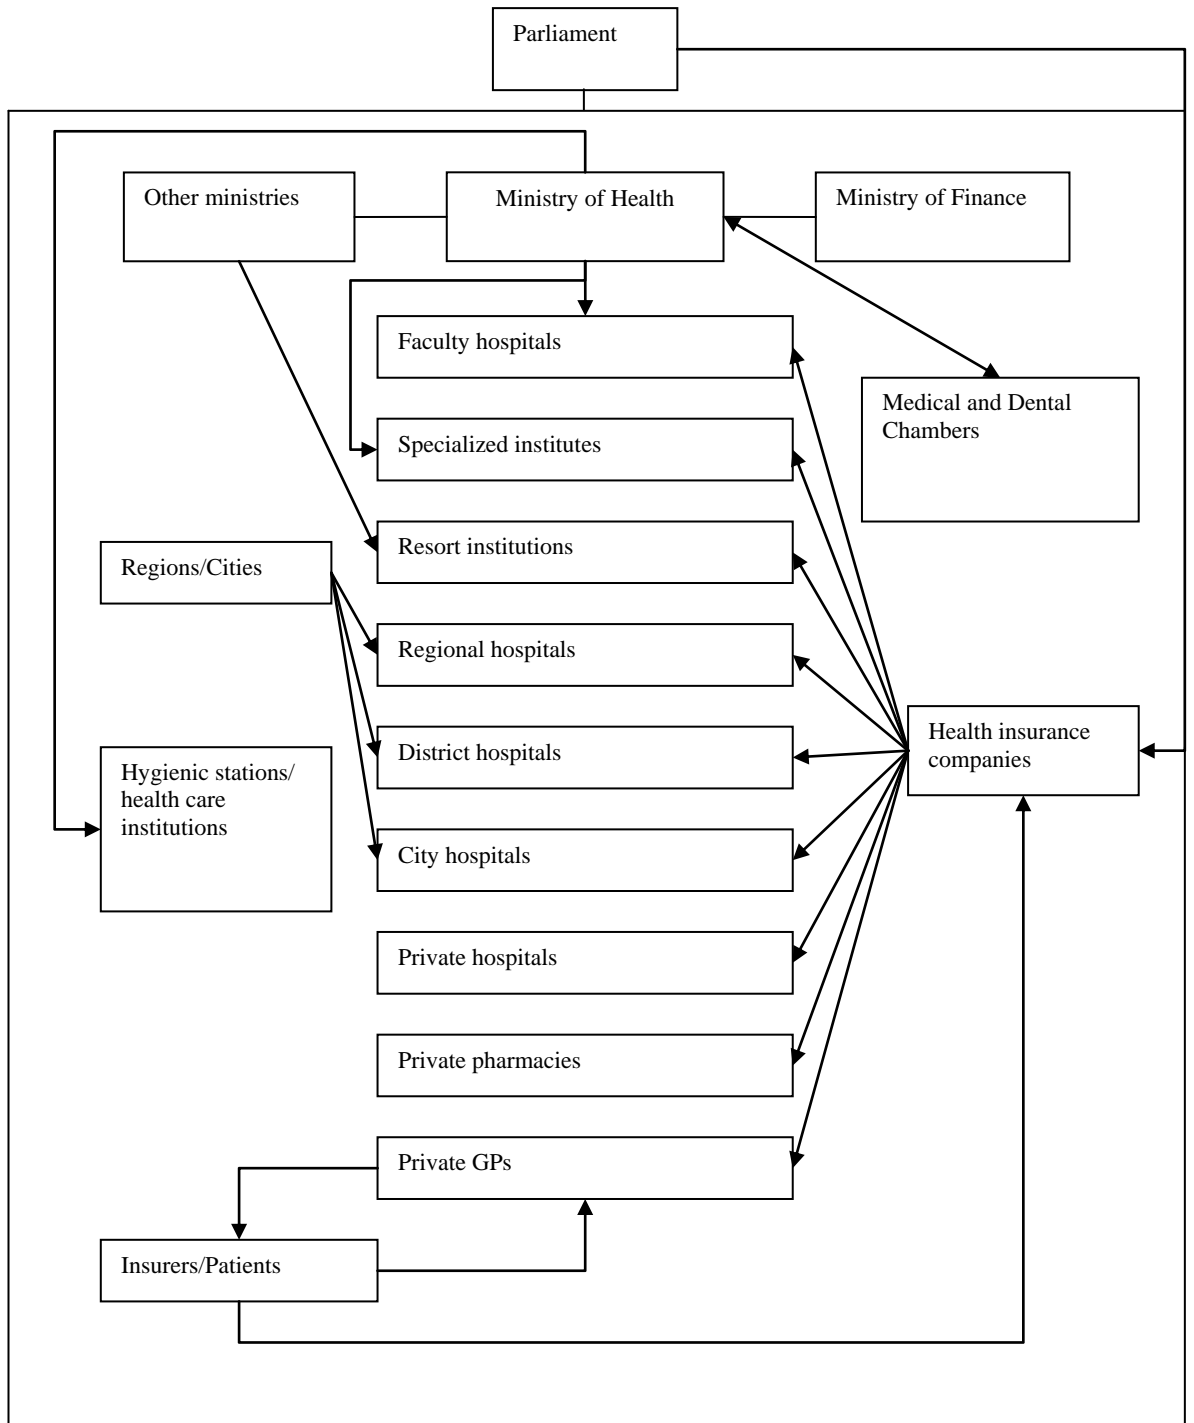 Parliament
Other ministries
Ministry of Health
Ministry of Finance
Faculty hospitals
Medical and Dental
Chambers
Specialized institutes
Resort institutions
Regions/Cities
Regional hospitals
Health insurance
companies
District hospitals
Hygienic stations/
health care
institutions
City hospitals
Private hospitals
Private pharmacies
Private GPs
Insurers/Patients